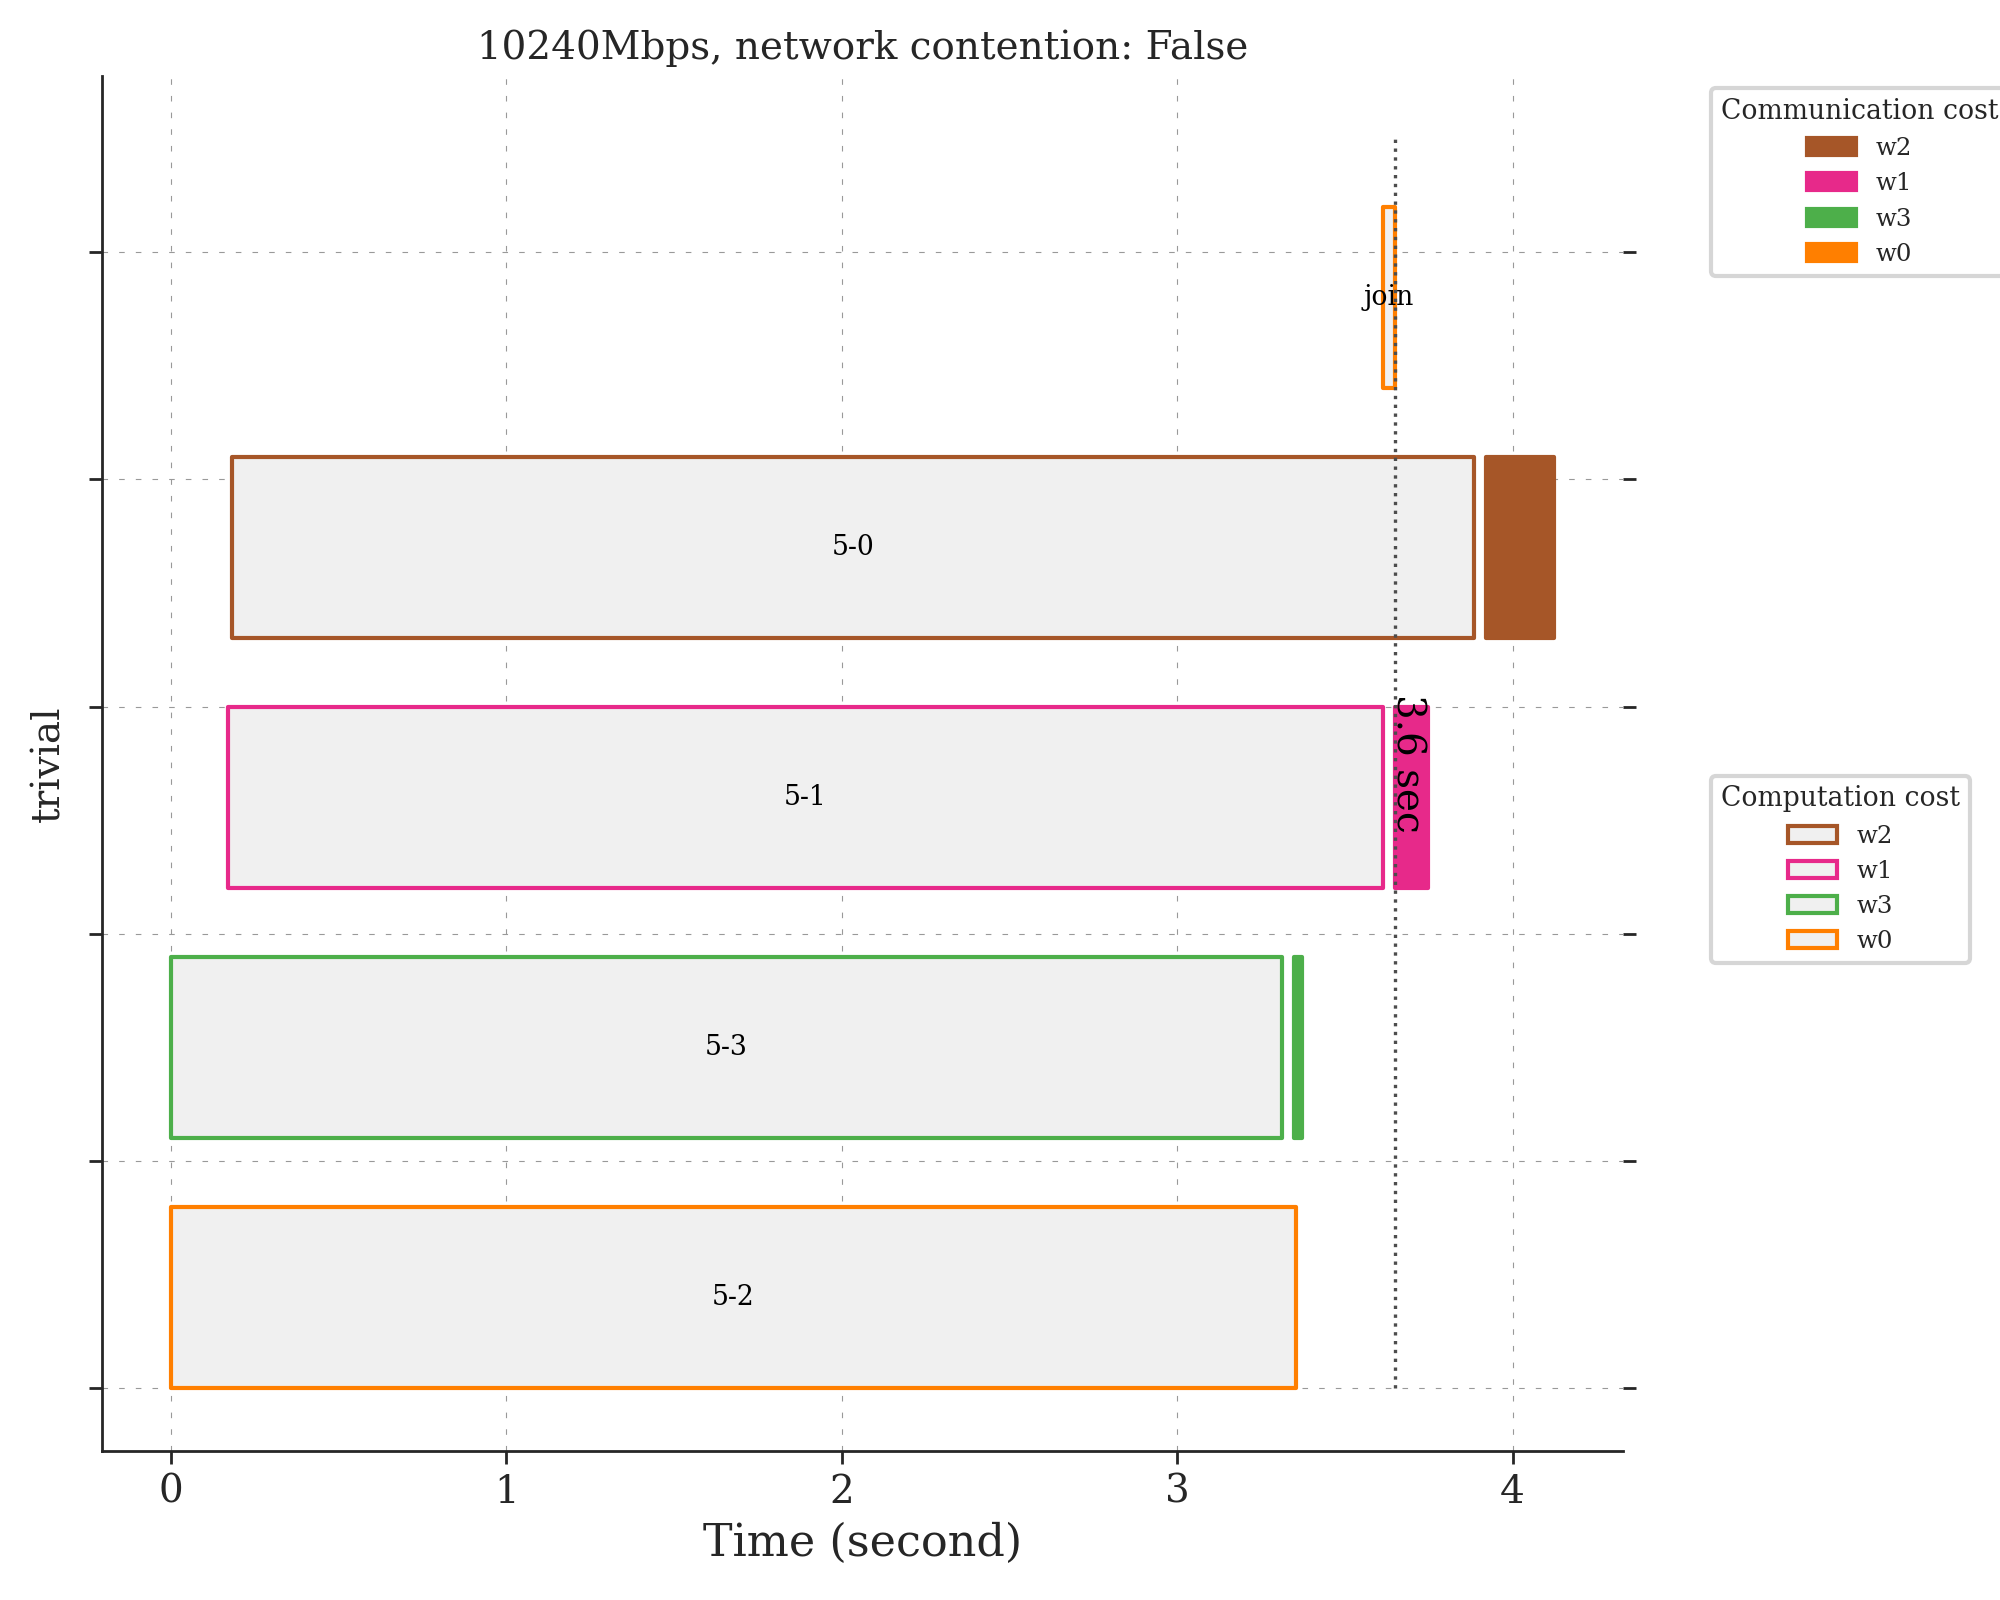 10240Mbps, network contention: False
Communication cost
w2
w1
w3
w0
join
5-0
3.6 sec
5-1
trivial
Computation cost
w2
w1
w3
w0
5-3
5-2
0 1 2 3 4
Time (second)